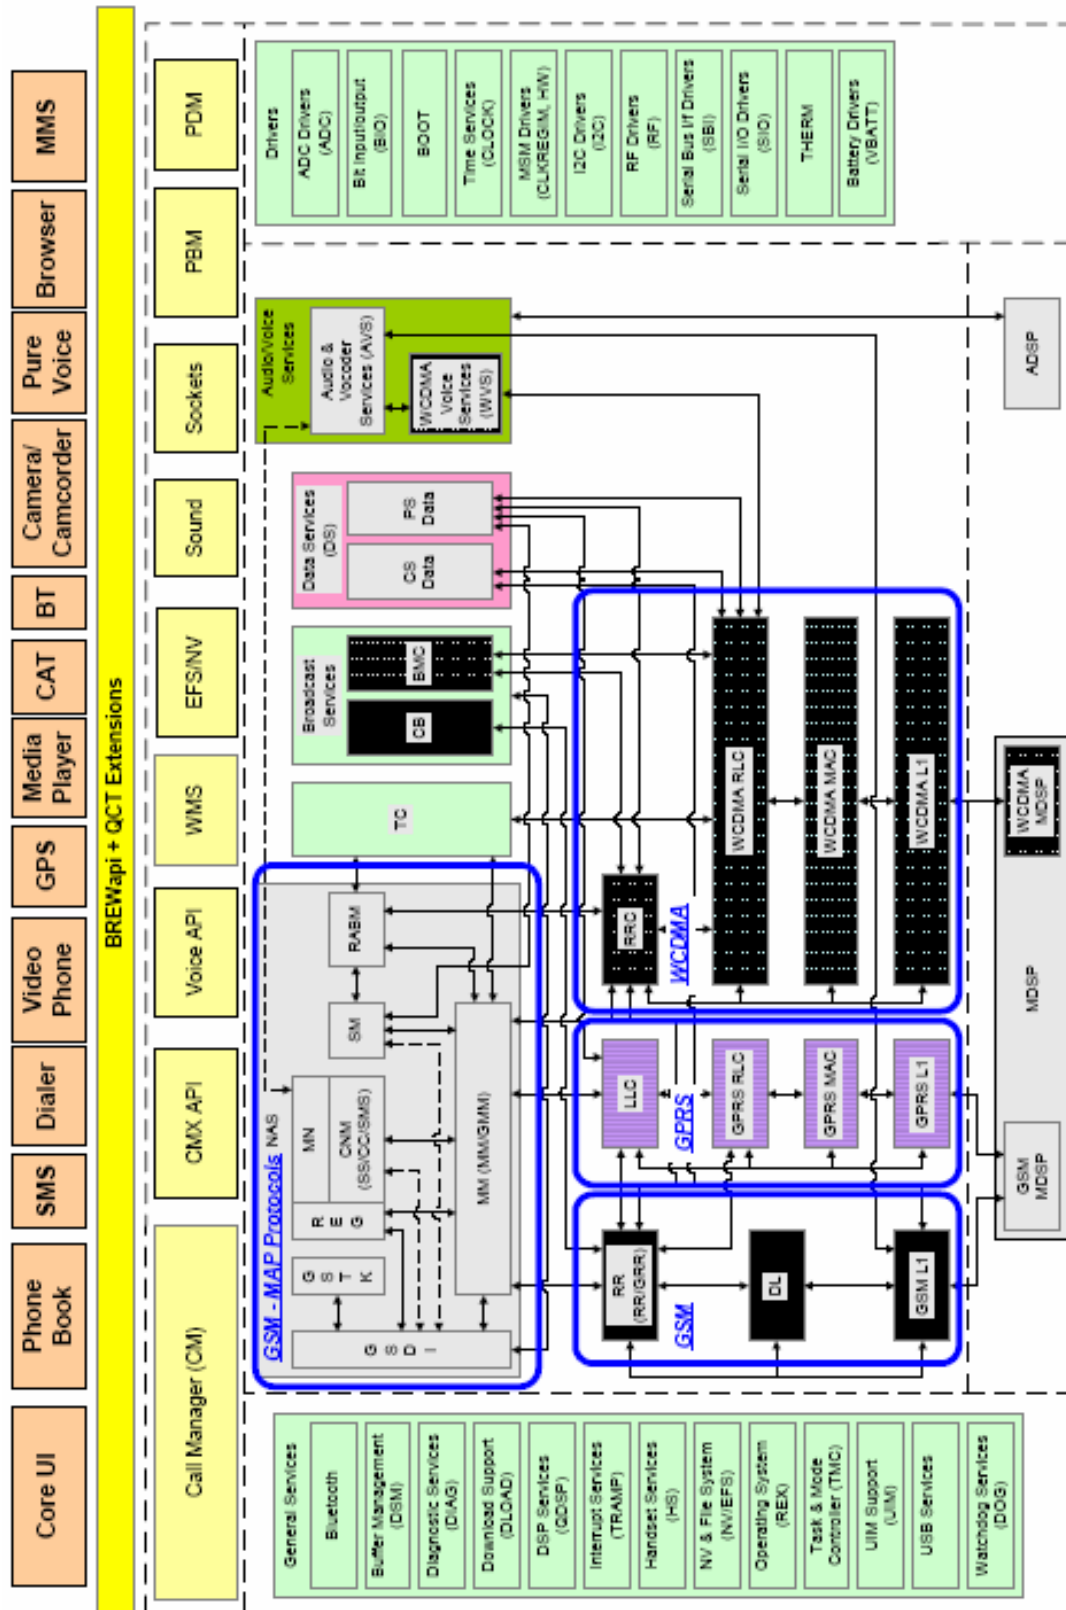 Core UI
Phone
Book
SMS
Dialer
Video
Phone
GPS
Media
Player
CAT
BT
Camera/
Camcorder
Pure
Voice
Browser
MMS
BREWapi + QCT Extensions
Call Manager (CM)
CMX API
Voice API
WMS
EFS/NV
Sound
Sockets
PBM
PDM
General Services
Bluetooth
Buffer Management
(DSM)
Diagnostic Services
(DIAG)
Download Support
(DLOAD)
DSP Services
(QDSP)
Interrupt Services
(TRAMP)
Handset Services
(HS)
NV & File System
(NV/EFS)
Operating System
(REX)
Task & Mode
Controller (TMC)
UIM Support
(UIM)
USB Services
Watchdog Services
(DOG)
GSM - MAP Protocols
NAS
G
S
D
I
G
S
T
K
R
E
G
MN
CNM
(SS/CC/SMS)
SM
RABM
MM (MM/GMM)
TC
Broadcast
Services
CB
BMC
Data Services
(DS)
CS
Data
PS
Data
Audio/Voice
Services
Audio &
Vocoder
Services (AVS)
WCDMA
Voice
Services
(WVS)
GSM
RR
(RR/GRR)
DL
GSM L1
GPRS
LLC
GPRS RLC
GPRS MAC
GPRS L1
WCDMA
RRC
WCDMA RLC
WCDMA MAC
WCDMA L1
GSM
MDSP
MDSP
WCDMA
MDSP
ADSP
Drivers
ADC Drivers
(ADC)
Bit Input/output
(BIO)
BOOT
Time Services
(CLOCK)
MSM Drivers
(CLKREGIM, HW)
I2C Drivers
(I2C)
RF Drivers
(RF)
Serial Bus I/f Drivers
(SBI)
Serial I/O Drivers
(SIO)
THERM
Battery Drivers
(VBATT)